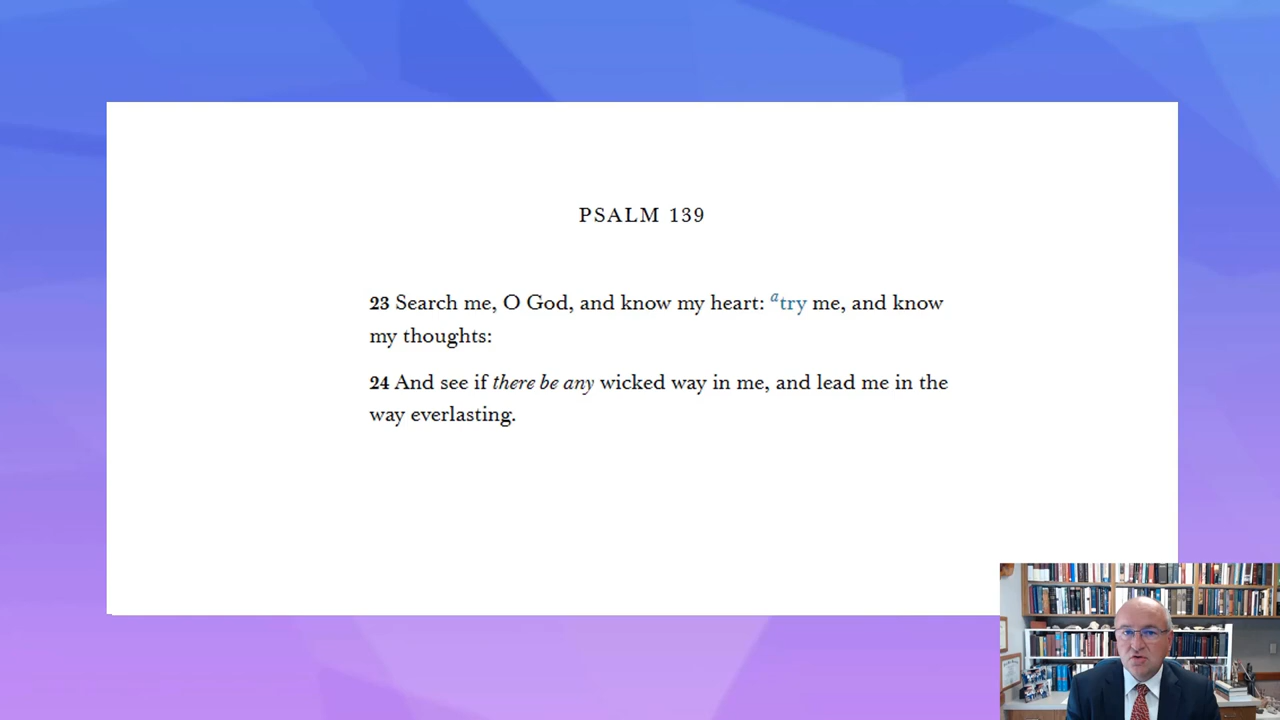 PSALM 139
23 Search me, O God, and know my heart: a try me, and know
my thoughts:
24 And see if there be any wicked way in me, and lead me in the
way everlasting.